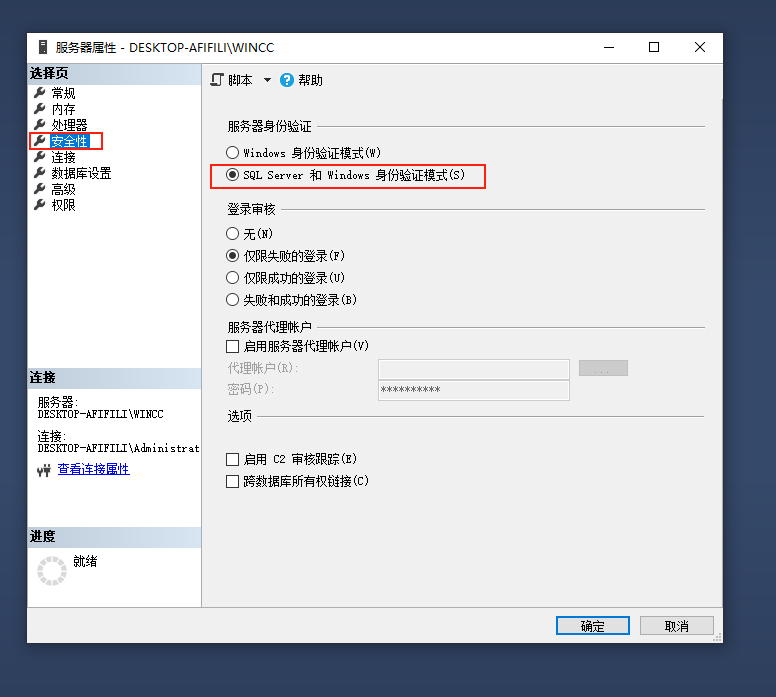 服务器属性 - DESKTOP-AFIFILI\WINCC
选择页
常规
内存
处理器
安全性
连接
数据库设置
高级
权限
脚本
帮助
服务器身份验证
Windows 身份验证模式(W)
SQL Server 和 Windows 身份验证模式(S)
登录审核
无(N)
仅限失败的登录(F)
仅限成功的登录(U)
失败和成功的登录(B)
服务器代理帐户
启用服务器代理帐户(V)
代理帐户(R):
...
密码(P):
**********
选项
启用 C2 审核跟踪(E)
跨数据库所有权链接(C)
连接
服务器:
DESKTOP-AFIFILI\WINCC
连接:
DESKTOP-AFIFILI\Administrat
查看连接属性
进度
就绪
确定
取消